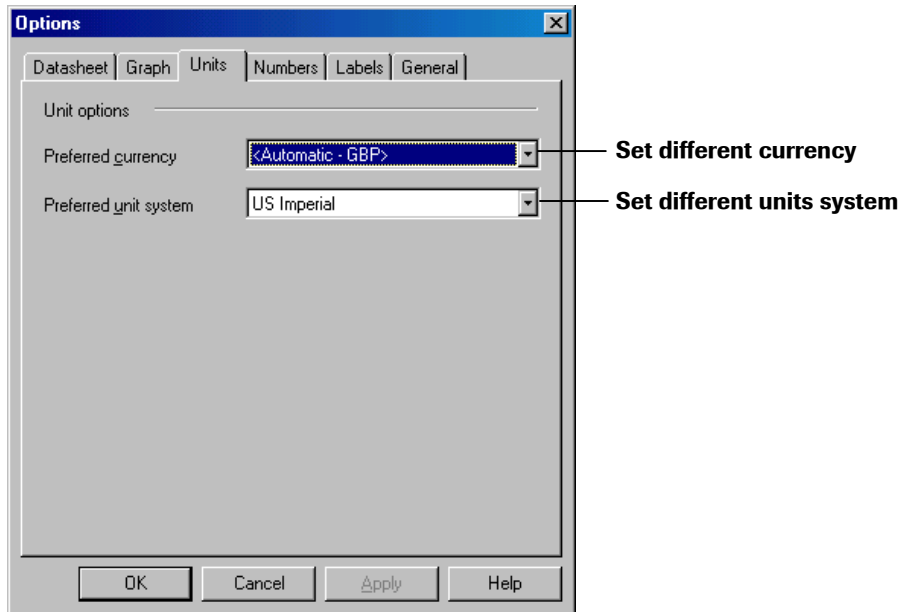 Options
Datasheet Graph Units Numbers Labels General
Unit options
Preferred currency <Automatic - GBP> Set different currency
Preferred unit system US Imperial Set different units system
OK Cancel Apply Help